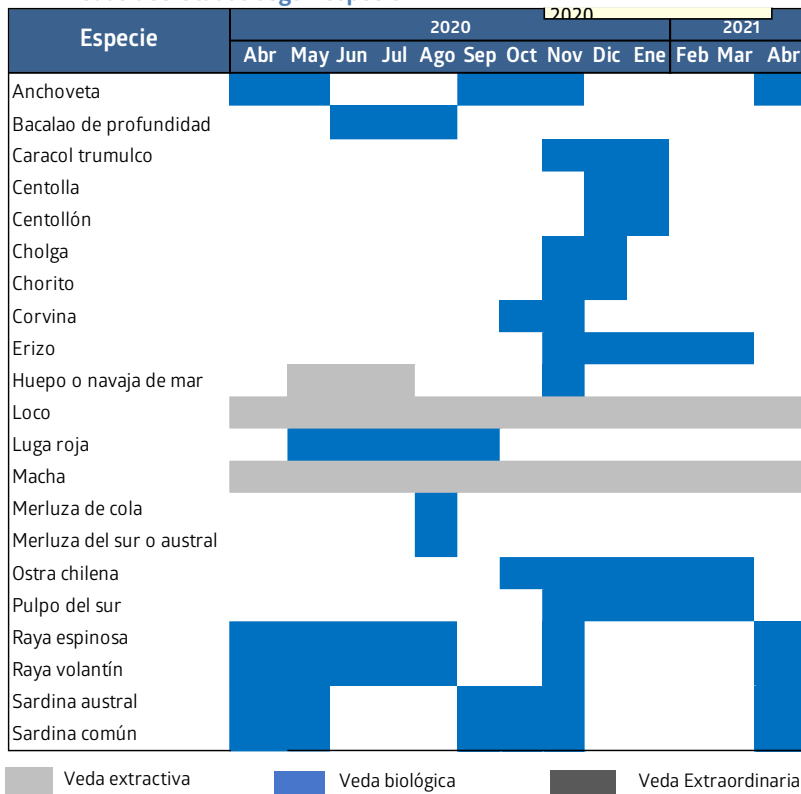 2020
Especie
2020
2021
Abr May Jun Jul Ago Sep Oct Nov Dic Ene Feb Mar Abr
Anchoveta
Bacalao de profundidad
Caracol trumulco
Centolla
Centollón
Cholga
Chorito
Corvina
Erizo
Huepo o navaja de mar
Loco
Luga roja
Macha
Merluza de cola
Merluza del sur o austral
Ostra chilena
Pulpo del sur
Raya espinosa
Raya volantín
Sardina austral
Sardina común
Veda extractiva
Veda biológica
Veda Extraordinaria